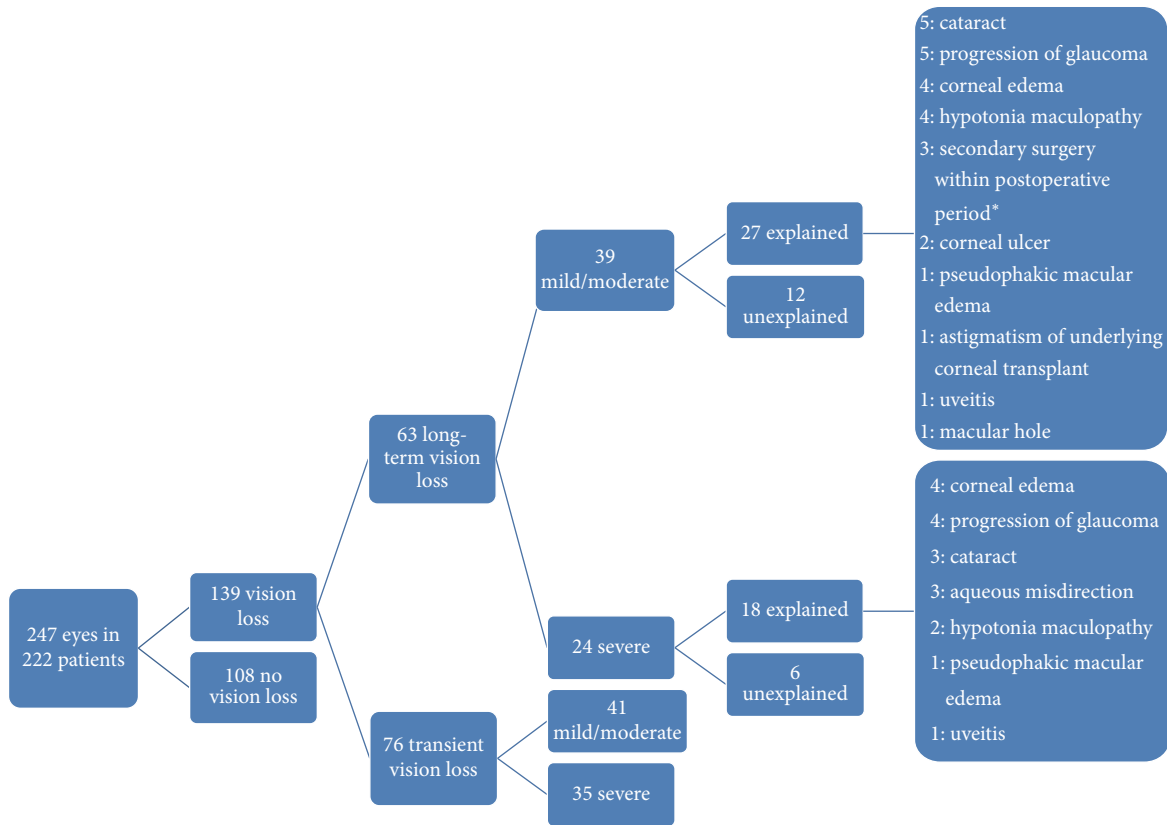 247 eyes in
222 patients
139 vision
loss
108 no
vision loss
63 long-
term vision
loss
76 transient
vision loss
39
mild/moderate
24 severe
41
mild/moderate
35 severe
27 explained
12
unexplained
18 explained
6
unexplained
5: cataract
5: progression of glaucoma
4: corneal edema
4: hypotonia maculopathy
3: secondary surgery
within postoperative
period*
2: corneal ulcer
1: pseudophakic macular
edema
1: astigmatism of underlying
corneal transplant
1: uveitis
1: macular hole
4: corneal edema
4: progression of glaucoma
3: cataract
3: aqueous misdirection
2: hypotonia maculopathy
1: pseudophakic macular
edema
1: uveitis